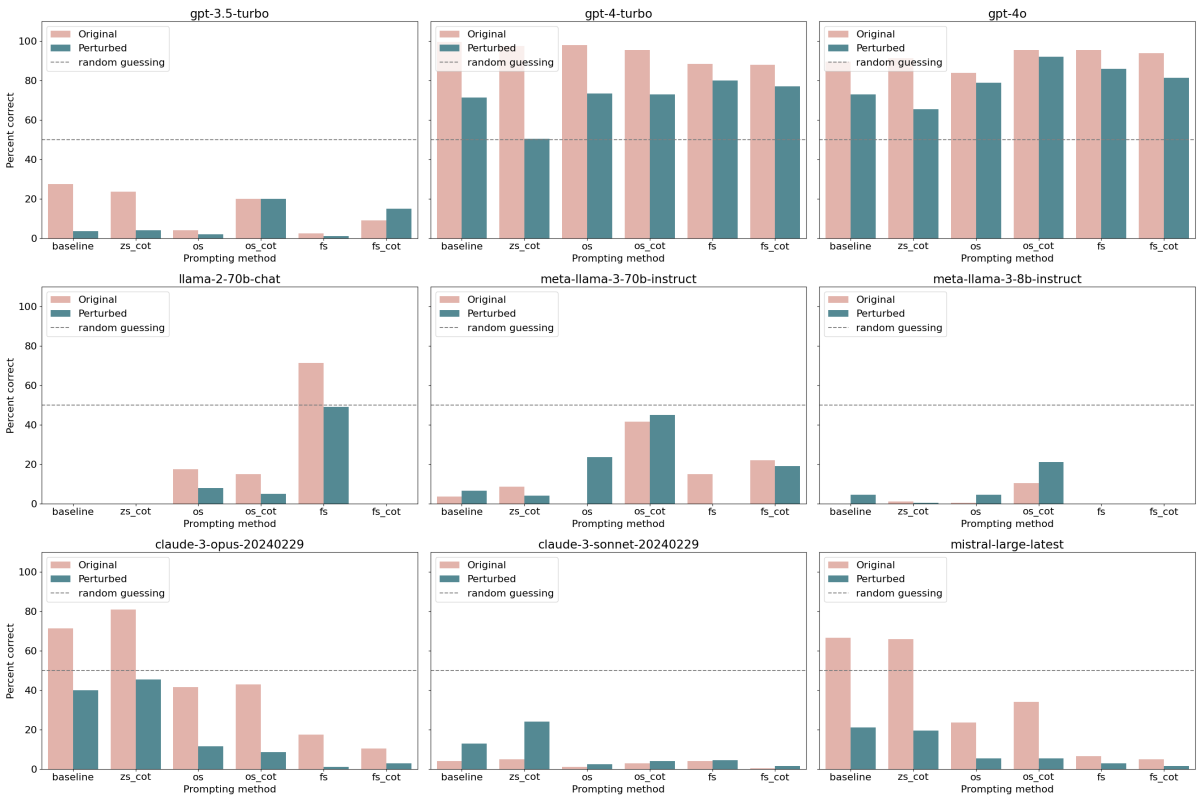 gpt-3.5-turbo
Percent correct
100
80
60
40
20
0
Original
Perturbed
random guessing
baseline zs_cot os os_cot fs fs_cot
Prompting method
gpt-4-turbo
Original
Perturbed
random guessing
baseline zs_cot os os_cot fs fs_cot
Prompting method
gpt-4o
Original
Perturbed
random guessing
baseline zs_cot os os_cot fs fs_cot
Prompting method
llama-2-70b-chat
Percent correct
100
80
60
40
20
0
Original
Perturbed
random guessing
baseline zs_cot os os_cot fs fs_cot
Prompting method
meta-llama-3-70b-instruct
Original
Perturbed
random guessing
baseline zs_cot os os_cot fs fs_cot
Prompting method
meta-llama-3-8b-instruct
Original
Perturbed
random guessing
baseline zs_cot os os_cot fs fs_cot
Prompting method
claude-3-opus-20240229
Percent correct
100
80
60
40
20
0
Original
Perturbed
random guessing
baseline zs_cot os os_cot fs fs_cot
Prompting method
claude-3-sonnet-20240229
Original
Perturbed
random guessing
baseline zs_cot os os_cot fs fs_cot
Prompting method
mistral-large-latest
Original
Perturbed
random guessing
baseline zs_cot os os_cot fs fs_cot
Prompting method